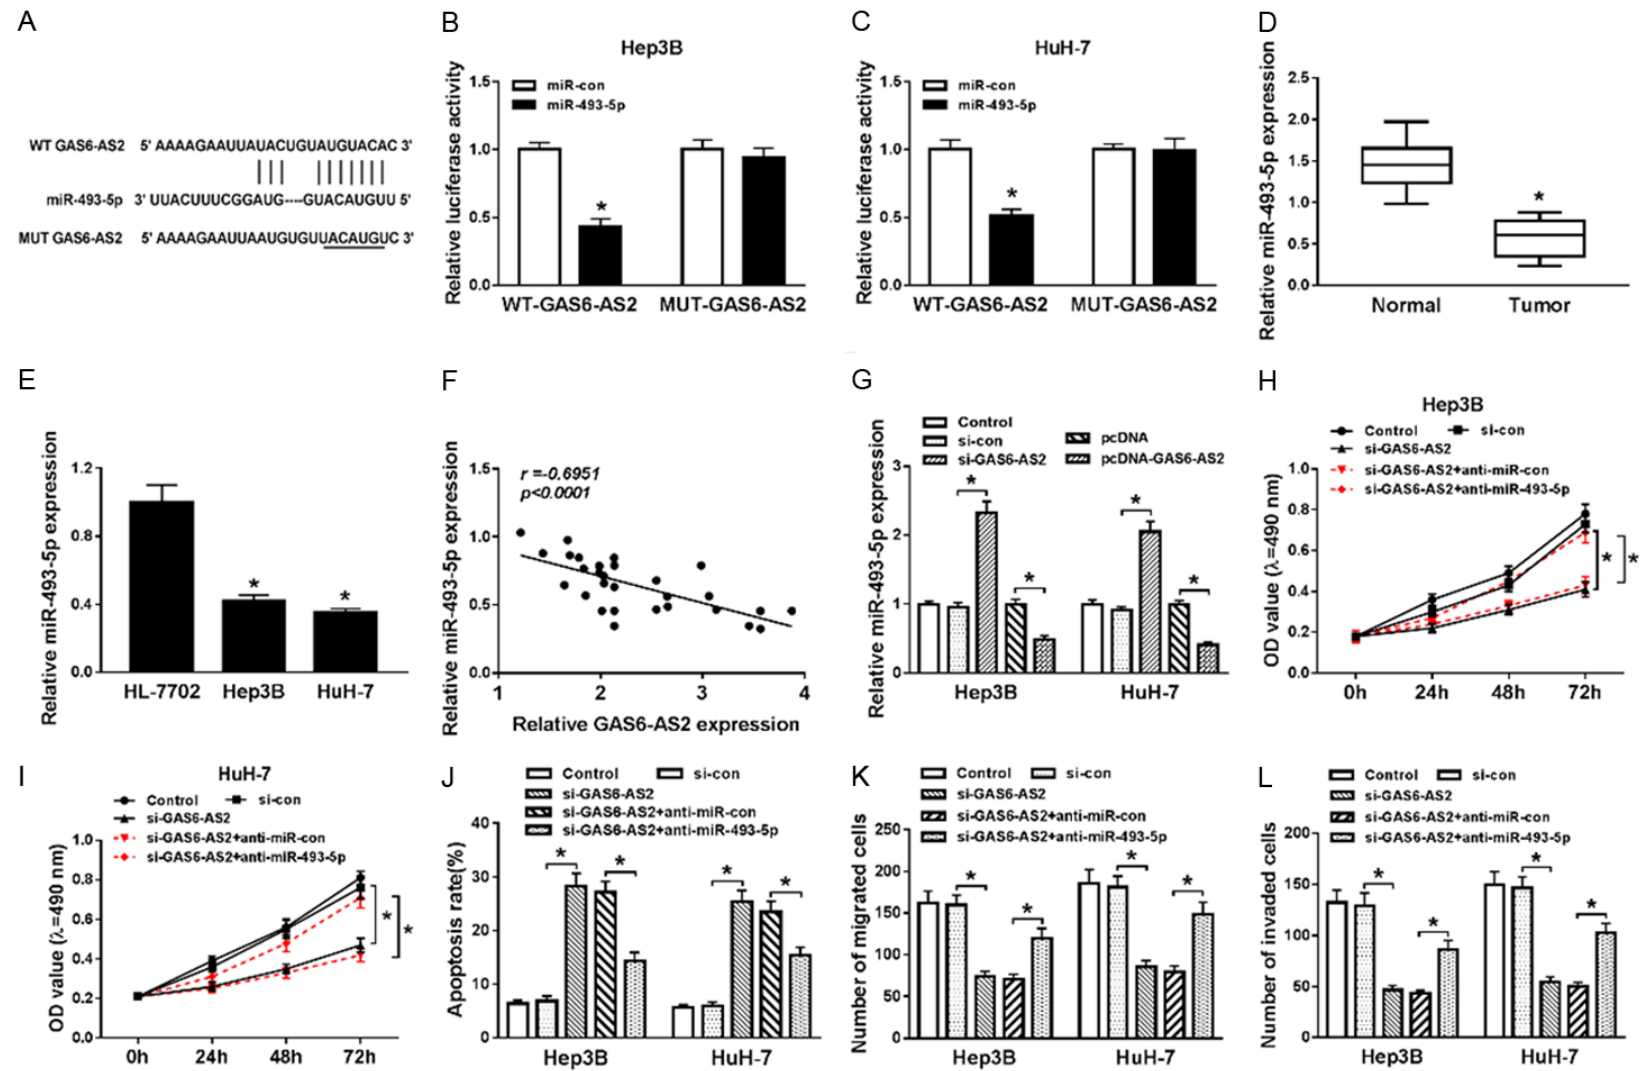 A
WT GAS6-AS2 5' AAAAGAAUUAUACUGUAUGUACAC 3'
miR-493-5p 3' UUACUUUCGGAUG----GUACAUGUU 5'
MUT GAS6-AS2 5' AAAAGAAUUAAUGUGUUACAUGUC 3'
B
Hep3B
miR-con
miR-493-5p
Relative luciferase activity
1.5
1.0
0.5
0.0
*
WT-GAS6-AS2 MUT-GAS6-AS2
C
HuH-7
miR-con
miR-493-5p
Relative luciferase activity
1.5
1.0
0.5
0.0
*
WT-GAS6-AS2 MUT-GAS6-AS2
D
Relative miR-493-5p expression
2.5
2.0
1.5
1.0
0.5
0.0
*
Normal Tumor
E
Relative miR-493-5p expression
1.2
0.8
0.4
0.0
* *
HL-7702 Hep3B HuH-7
F
Relative miR-493-5p expression
1.5
1.0
0.5
0.0
r =-0.6951
p<0.0001
1 2 3 4
Relative GAS6-AS2 expression
G
Control
si-con
si-GAS6-AS2
pcDNA
pcDNA-GAS6-AS2
Relative miR-493-5p expression
3
2
1
0
* * * *
Hep3B HuH-7
H
Hep3B
Control si-con
si-GAS6-AS2
si-GAS6-AS2+anti-miR-con
si-GAS6-AS2+anti-miR-493-5p
OD value (λ=490 nm)
1.0
0.8
0.6
0.4
0.2
0.0
* *
0h 24h 48h 72h
I
HuH-7
Control si-con
si-GAS6-AS2
si-GAS6-AS2+anti-miR-con
si-GAS6-AS2+anti-miR-493-5p
OD value (λ=490 nm)
1.0
0.8
0.6
0.4
0.2
0.0
* *
0h 24h 48h 72h
J
Control si-con
si-GAS6-AS2
si-GAS6-AS2+anti-miR-con
si-GAS6-AS2+anti-miR-493-5p
Apoptosis rate(%)
40
30
20
10
0
* * * *
Hep3B HuH-7
K
Control si-con
si-GAS6-AS2
si-GAS6-AS2+anti-miR-con
si-GAS6-AS2+anti-miR-493-5p
Number of migrated cells
250
200
150
100
50
0
* * * *
Hep3B HuH-7
L
Control si-con
si-GAS6-AS2
si-GAS6-AS2+anti-miR-con
si-GAS6-AS2+anti-miR-493-5p
Number of invaded cells
200
150
100
50
0
* * * *
Hep3B HuH-7